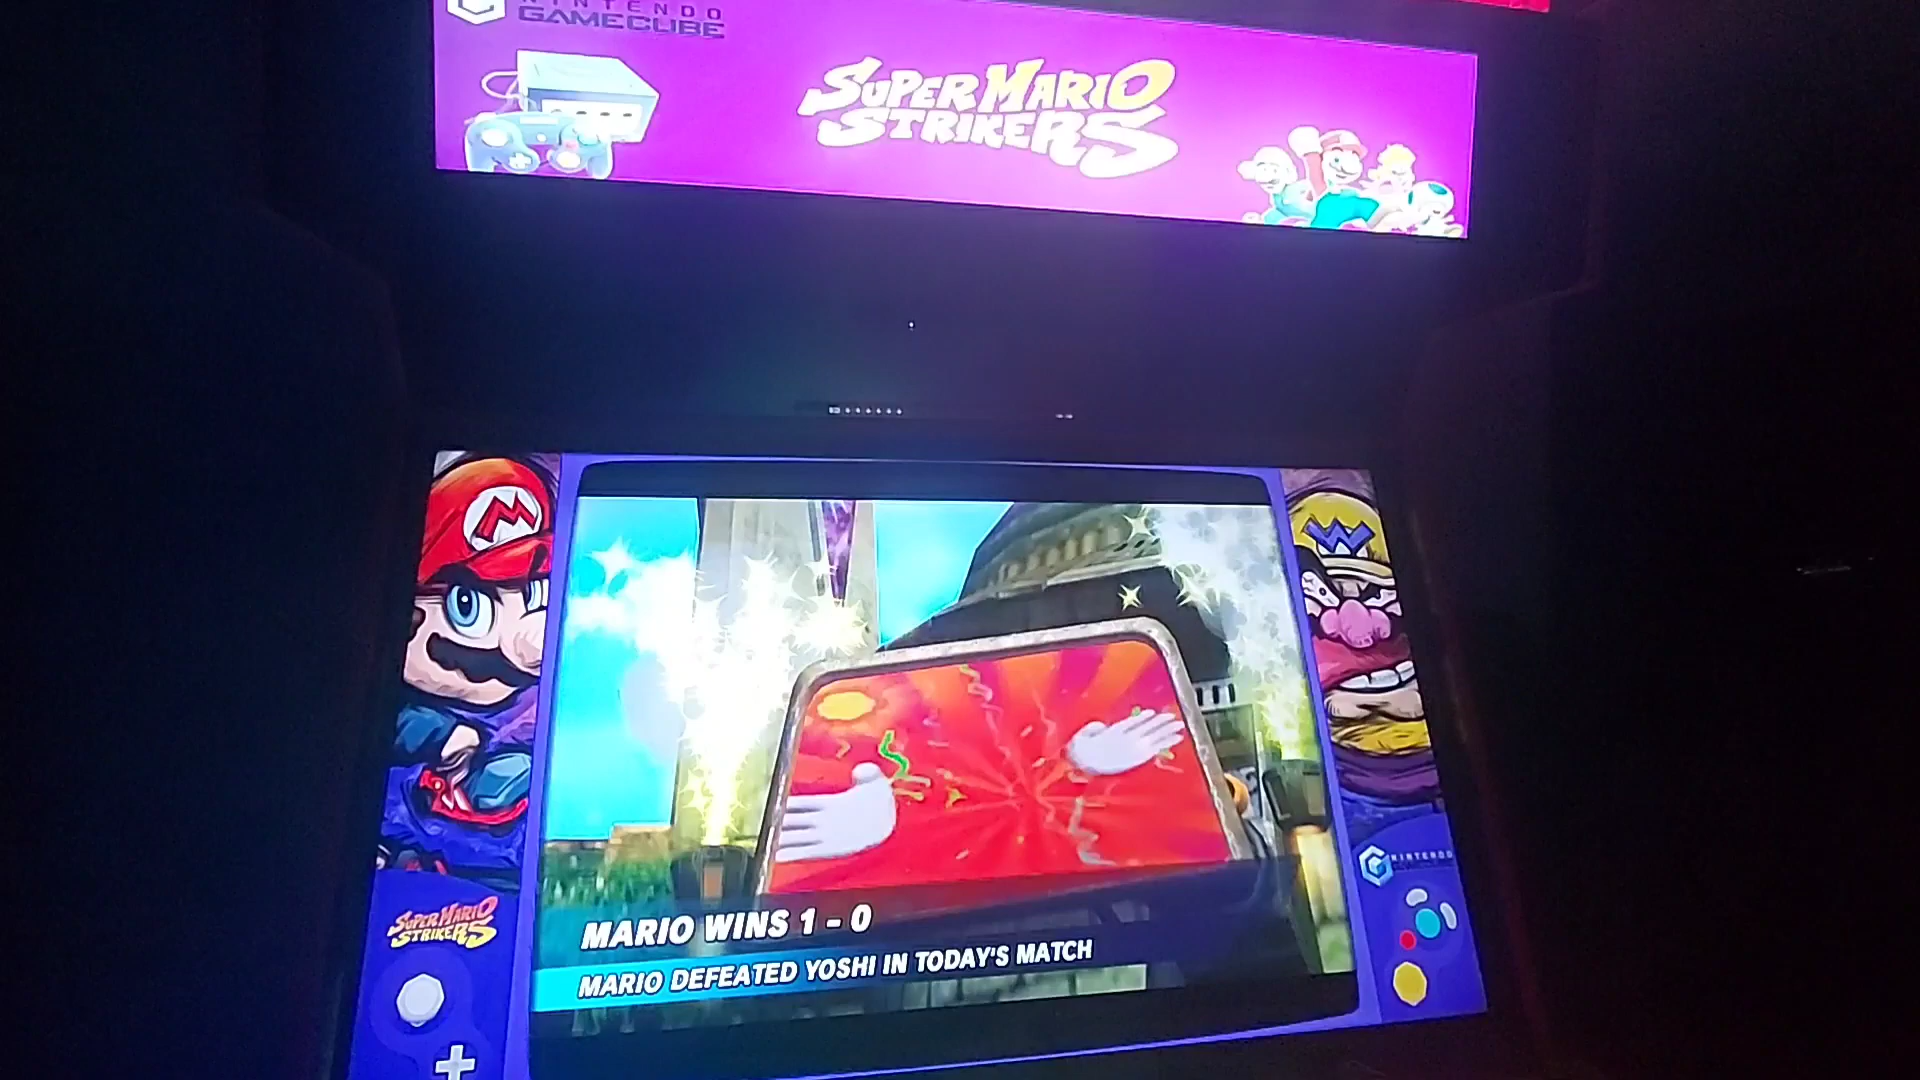 NINTENDO
GAMECUBE
SUPER MARIO
STRIKERS
M
W
MARIO WINS 1 - 0
MARIO DEFEATED YOSHI IN TODAY'S MATCH
SUPER MARIO
STRIKERS
NINTENDO
GAMECUBE